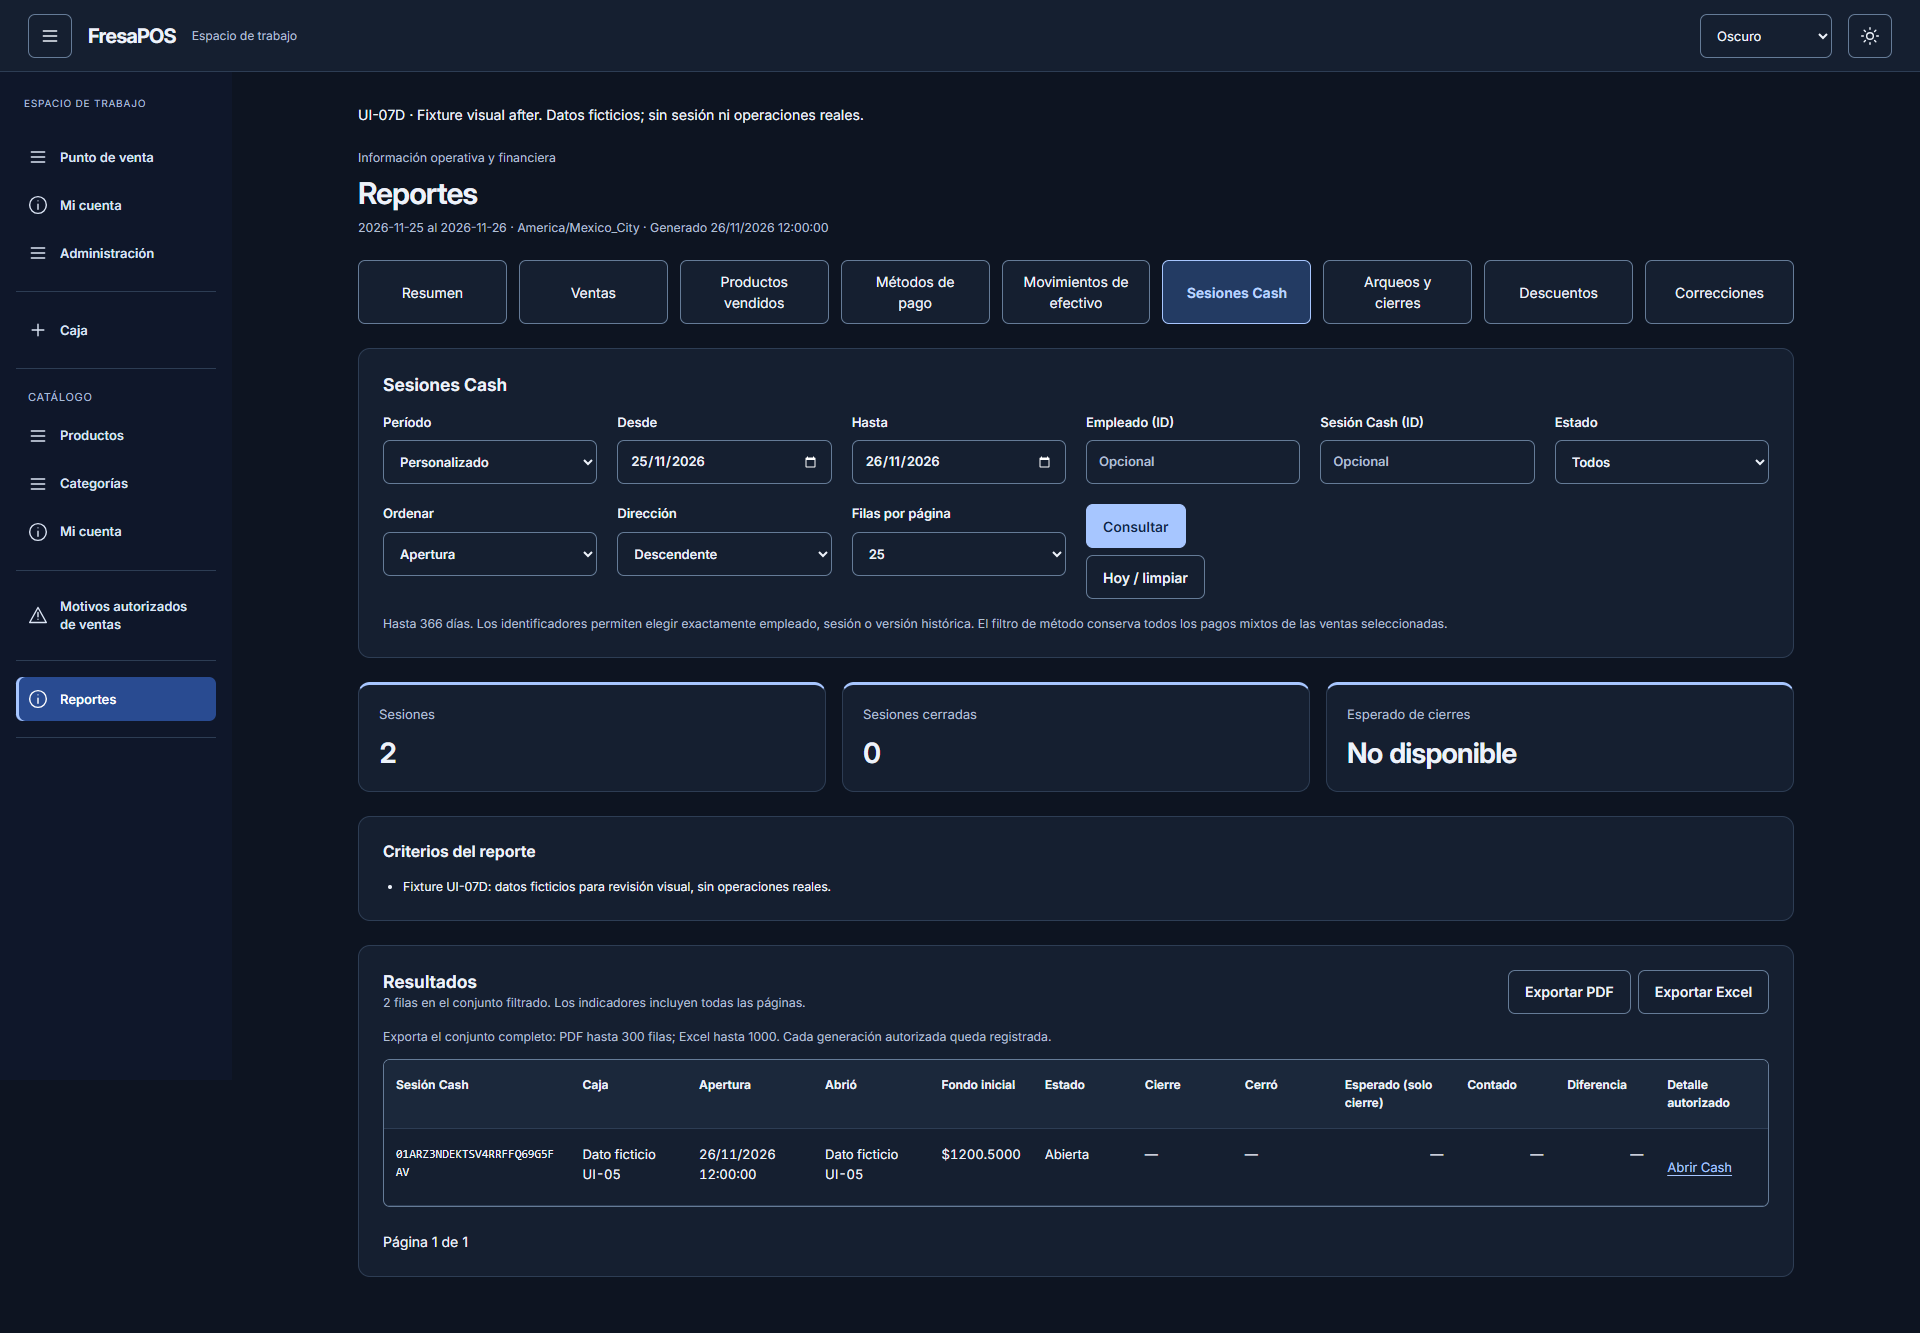 FresaPOS
Espacio de trabajo
Oscuro
ESPACIO DE TRABAJO
Punto de venta
Mi cuenta
Administración
Caja
CATÁLOGO
Productos
Categorías
Mi cuenta
Motivos autorizados
de ventas
Reportes
UI-07D · Fixture visual after. Datos ficticios; sin sesión ni operaciones reales.
Información operativa y financiera
Reportes
2026-11-25 al 2026-11-26 · America/Mexico_City · Generado 26/11/2026 12:00:00
Resumen
Ventas
Productos
vendidos
Métodos de
pago
Movimientos de
efectivo
Sesiones Cash
Arqueos y
cierres
Descuentos
Correcciones
Sesiones Cash
Período
Desde
Hasta
Empleado (ID)
Sesión Cash (ID)
Estado
Personalizado
25/11/2026
26/11/2026
Opcional
Opcional
Todos
Ordenar
Dirección
Filas por página
Consultar
Apertura
Descendente
25
Hoy / limpiar
Hasta 366 días. Los identificadores permiten elegir exactamente empleado, sesión o versión histórica. El filtro de método conserva todos los pagos mixtos de las ventas seleccionadas.
Sesiones
2
Sesiones cerradas
0
Esperado de cierres
No disponible
Criterios del reporte
• Fixture UI-07D: datos ficticios para revisión visual, sin operaciones reales.
Resultados
2 filas en el conjunto filtrado. Los indicadores incluyen todas las páginas.
Exportar PDF
Exportar Excel
Exporta el conjunto completo: PDF hasta 300 filas; Excel hasta 1000. Cada generación autorizada queda registrada.
Sesión Cash
Caja
Apertura
Abrió
Fondo inicial
Estado
Cierre
Cerró
Esperado (solo
cierre)
Contado
Diferencia
Detalle
autorizado
01ARZ3NDEKTSV4RRFFQ69G5F
AV
Dato ficticio
UI-05
26/11/2026
12:00:00
Dato ficticio
UI-05
$1200.5000
Abierta
—
—
—
—
—
Abrir Cash
Página 1 de 1